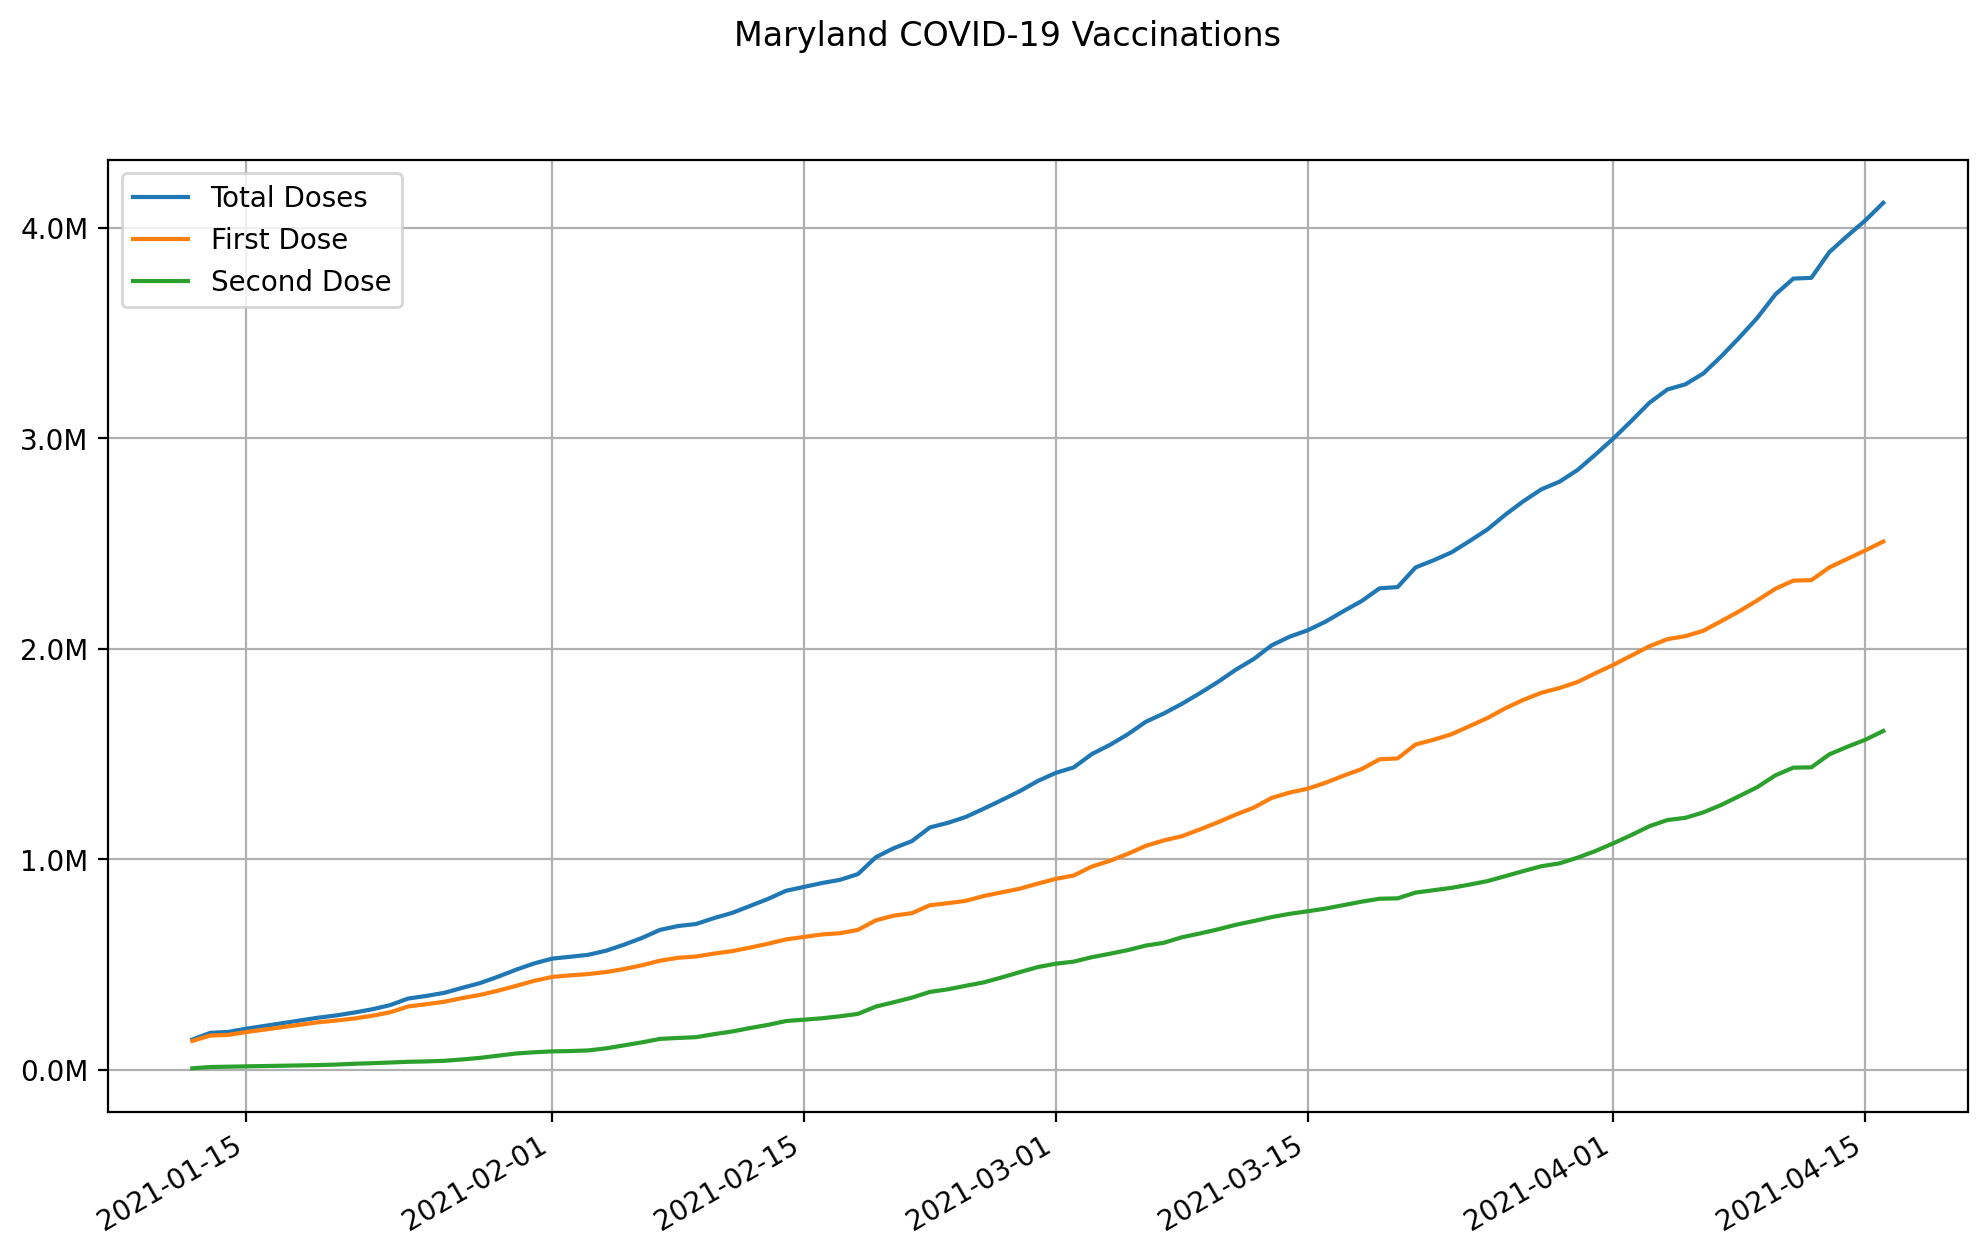 Maryland COVID-19 Vaccinations
Total Doses
First Dose
Second Dose
4.0M
3.0M
2.0M
1.0M
0.0M
2021-01-15
2021-02-01
2021-02-15
2021-03-01
2021-03-15
2021-04-01
2021-04-15